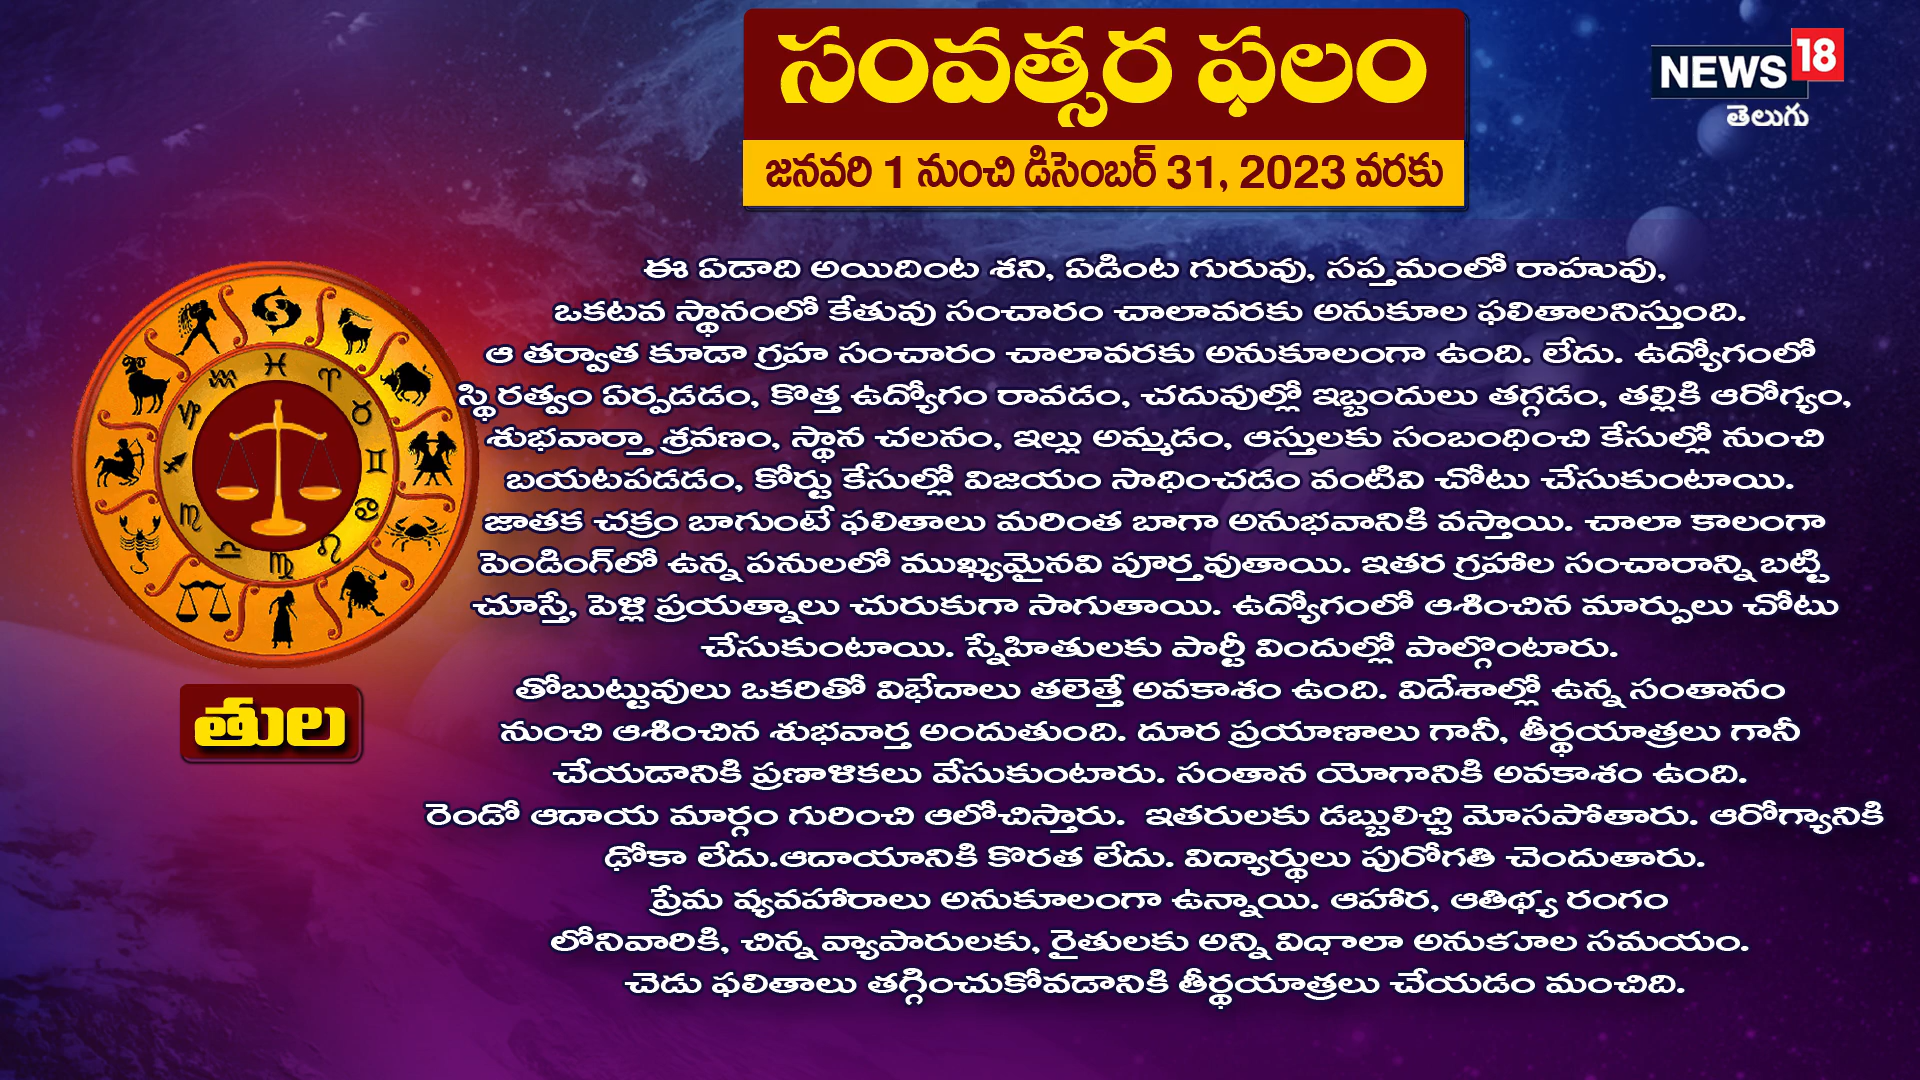 సంవత్సర ఫలం
జనవరి 1 నుంచి డిసెంబర్ 31, 2023 వరకు
NEWS 18
తెలుగు
ఈ ఏడాది అయిదింట శని, ఏడింట గురువు, సప్తమంలో రాహువు,
ఒకటవ స్థానంలో కేతువు సంచారం చాలావరకు అనుకూల ఫలితాలనిస్తుంది.
ఆ తర్వాత కూడా గ్రహ సంచారం చాలావరకు అనుకూలంగా ఉంది. లేదు. ఉద్యోగంలో
స్థిరత్వం ఏర్పడడం, కొత్త ఉద్యోగం రావడం, చదువుల్లో ఇబ్బందులు తగ్గడం, తల్లికి ఆరోగ్యం,
శుభవార్తా శ్రవణం, స్థాన చలనం, ఇల్లు అమ్మడం, ఆస్తులకు సంబంధించి కేసుల్లో నుంచి
బయటపడడం, కోర్టు కేసుల్లో విజయం సాధించడం వంటివి చోటు చేసుకుంటాయి.
జాతక చక్రం బాగుంటే ఫలితాలు మరింత బాగా అనుభవానికి వస్తాయి. చాలా కాలంగా
పెండింగ్‌లో ఉన్న పనులలో ముఖ్యమైనవి పూర్తవుతాయి. ఇతర గ్రహాల సంచారాన్ని బట్టి
చూస్తే, పెళ్లి ప్రయత్నాలు చురుకుగా సాగుతాయి. ఉద్యోగంలో ఆశించిన మార్పులు చోటు
చేసుకుంటాయి. స్నేహితులకు పార్టీ విందుల్లో పాల్గొంటారు.
తోబుట్టువులు ఒకరితో విభేదాలు తలెత్తే అవకాశం ఉంది. విదేశాల్లో ఉన్న సంతానం
నుంచి ఆశించిన శుభవార్త అందుతుంది. దూర ప్రయాణాలు గానీ, తీర్థయాత్రలు గానీ
చేయడానికి ప్రణాళికలు వేసుకుంటారు. సంతాన యోగానికి అవకాశం ఉంది.
రెండో ఆదాయ మార్గం గురించి ఆలోచిస్తారు. ఇతరులకు డబ్బులిచ్చి మోసపోతారు. ఆరోగ్యానికి
ఢోకా లేదు.ఆదాయానికి కొరత లేదు. విద్యార్థులు పురోగతి చెందుతారు.
ప్రేమ వ్యవహారాలు అనుకూలంగా ఉన్నాయి. ఆహార, ఆతిథ్య రంగం
లోనివారికి, చిన్న వ్యాపారులకు, రైతులకు అన్ని విధాలా అనుకూల సమయం.
చెడు ఫలితాలు తగ్గించుకోవడానికి తీర్థయాత్రలు చేయడం మంచిది.
తుల